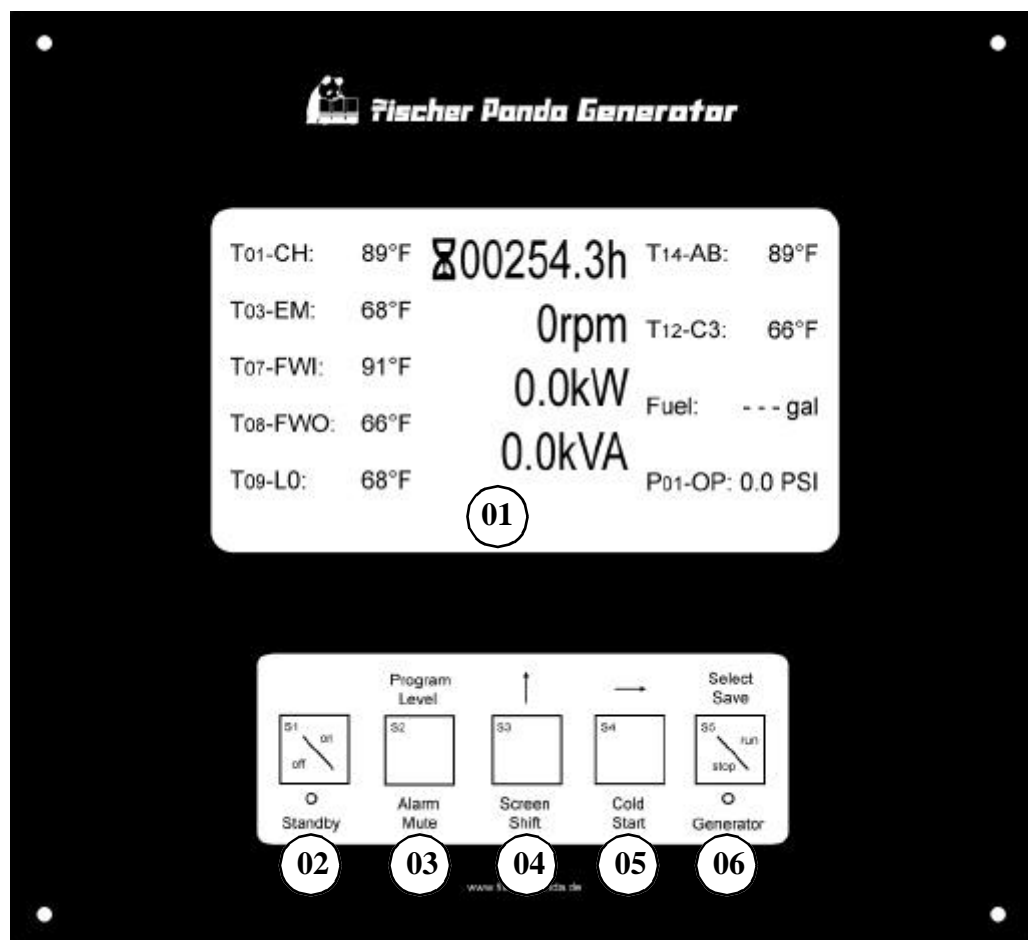 Fischer Panda Generator
T01-CH: 89°F
T03-EM: 68°F
T07-FWI: 91°F
T08-FWO: 66°F
T09-L0: 68°F
00254.3h
0rpm
0.0kW
0.0kVA
T14-AB: 89°F
T12-C3: 66°F
Fuel: - - - gal
P01-OP: 0.0 PSI
01
Program
Level
↑
→
Select
Save
S1 on
off
S2
S3
S4
S5 run
stop
Standby
Alarm
Mute
Screen
Shift
Cold
Start
Generator
02
03
04
05
06